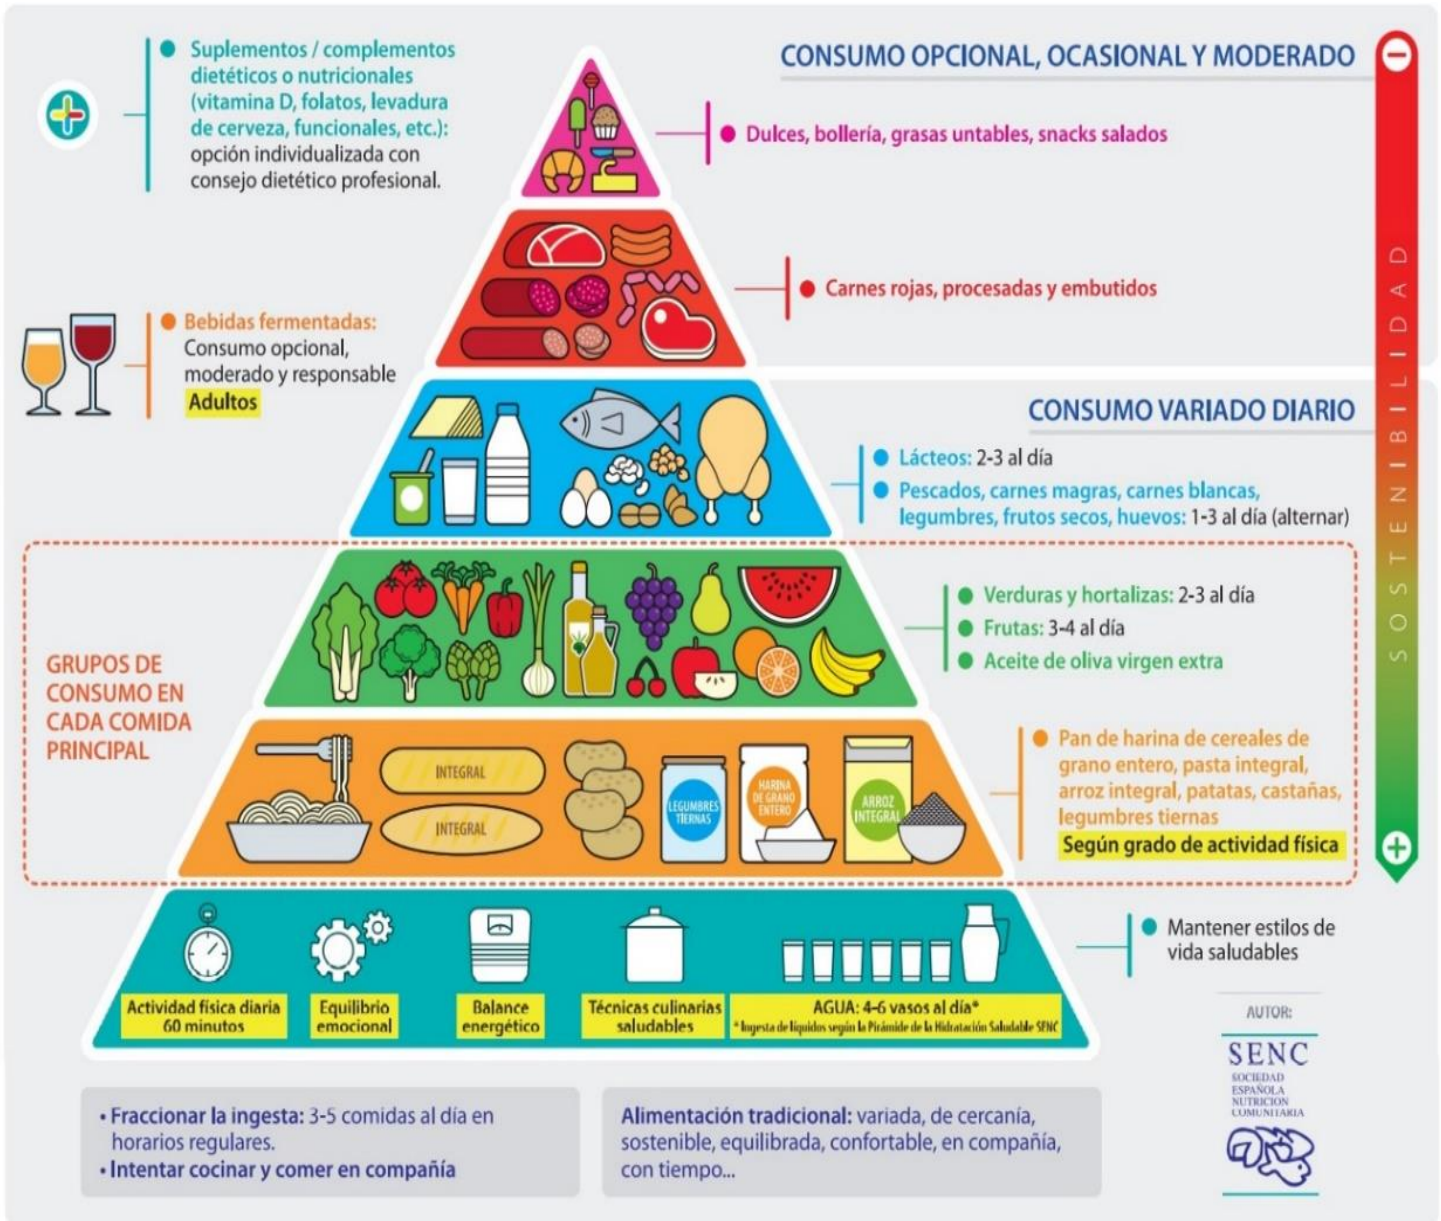 Suplementos / complementos
dietéticos o nutricionales
(vitamina D, folatos, levadura
de cerveza, funcionales, etc.):
opción individualizada con
consejo dietético profesional.
CONSUMO OPCIONAL, OCASIONAL Y MODERADO
Dulces, bollería, grasas untables, snacks salados
Carnes rojas, procesadas y embutidos
Bebidas fermentadas:
Consumo opcional,
moderado y responsable
Adultos
CONSUMO VARIADO DIARIO
Lácteos: 2-3 al día
Pescados, carnes magras, carnes blancas,
legumbres, frutos secos, huevos: 1-3 al día (alternar)
SOSTENIBILIDAD
Verduras y hortalizas: 2-3 al día
Frutas: 3-4 al día
Aceite de oliva virgen extra
GRUPOS DE
CONSUMO EN
CADA COMIDA
PRINCIPAL
INTEGRAL
INTEGRAL
LEGUMBRES
TIERNAS
HARINA
DE GRANO
ENTERO
ARROZ
INTEGRAL
Pan de harina de cereales de
grano entero, pasta integral,
arroz integral, patatas, castañas,
legumbres tiernas
Según grado de actividad física
Actividad física diaria
60 minutos
Equilibrio
emocional
Balance
energético
Técnicas culinarias
saludables
AGUA: 4-6 vasos al día*
* Ingesta de líquidos según la Pirámide de la Hidratación Saludable SENC
Mantener estilos de
vida saludables
AUTOR:
SENC
SOCIEDAD
ESPAÑOLA
NUTRICION
COMUNITARIA
• Fraccionar la ingesta: 3-5 comidas al día en
horarios regulares.
• Intentar cocinar y comer en compañía
Alimentación tradicional: variada, de cercanía,
sostenible, equilibrada, confortable, en compañía,
con tiempo...